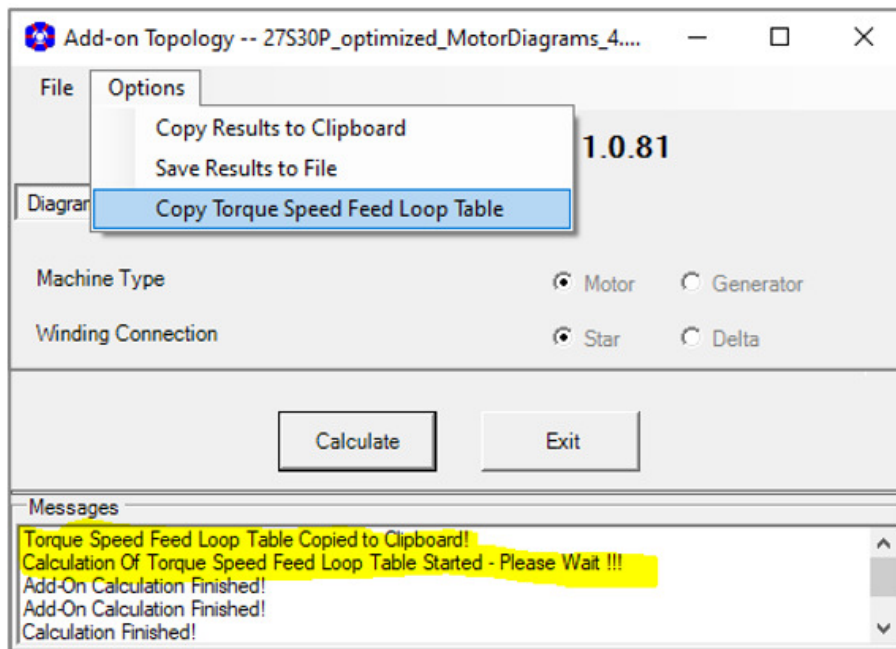 Add-on Topology -- 27S30P_optimized_MotorDiagrams_4....
File Options
Copy Results to Clipboard
1.0.81
Save Results to File
Copy Torque Speed Feed Loop Table
Machine Type Motor Generator
Winding Connection Star Delta
Calculate Exit
Messages
Torque Speed Feed Loop Table Copied to Clipboard!
Calculation Of Torque Speed Feed Loop Table Started - Please Wait !!!
Add-On Calculation Finished!
Add-On Calculation Finished!
Calculation Finished!